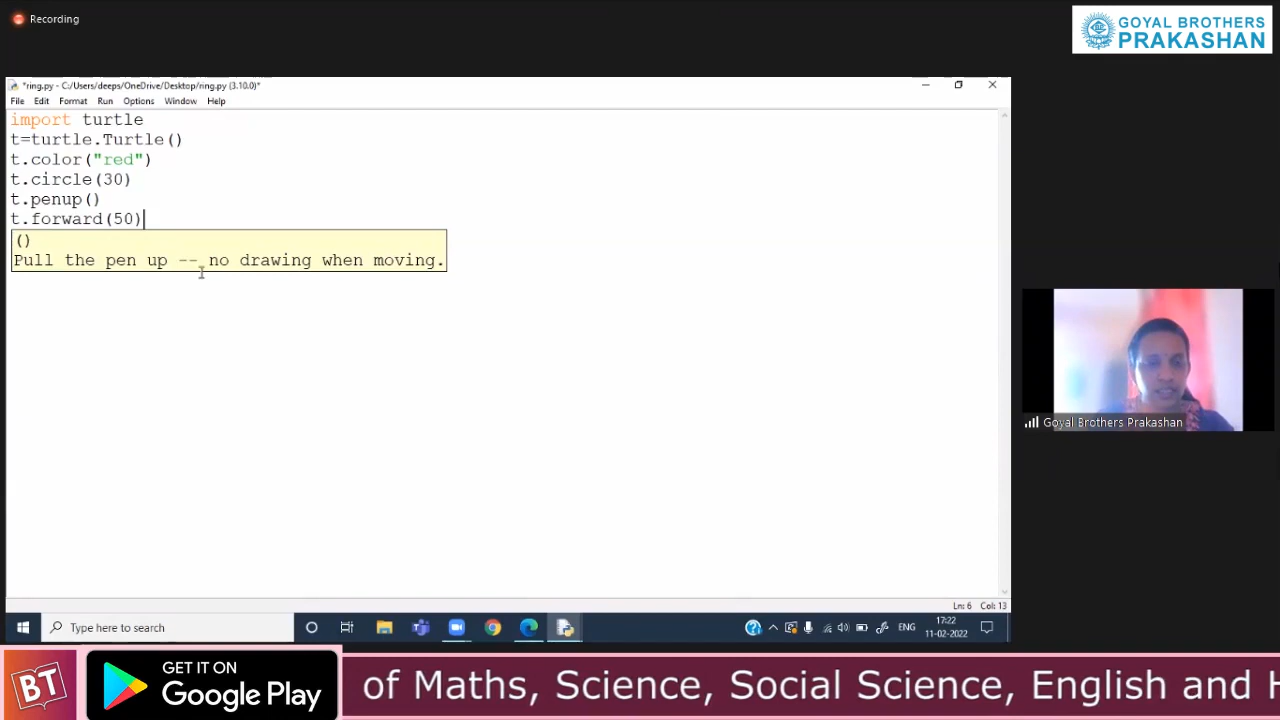 Recording
GOYAL BROTHERS
PRAKASHAN
*ring.py - C:/Users/deeps/OneDrive/Desktop/ring.py (3.10.0)*
File Edit Format Run Options Window Help
import turtle
t=turtle.Turtle()
t.color("red")
t.circle(30)
t.penup()
t.forward(50)
()
Pull the pen up -- no drawing when moving.
Goyal Brothers Prakashan
Ln: 6 Col: 13
Type here to search
ENG
17:22
11-02-2022
BT
GET IT ON
Google Play
of Maths, Science, Social Science, English and H